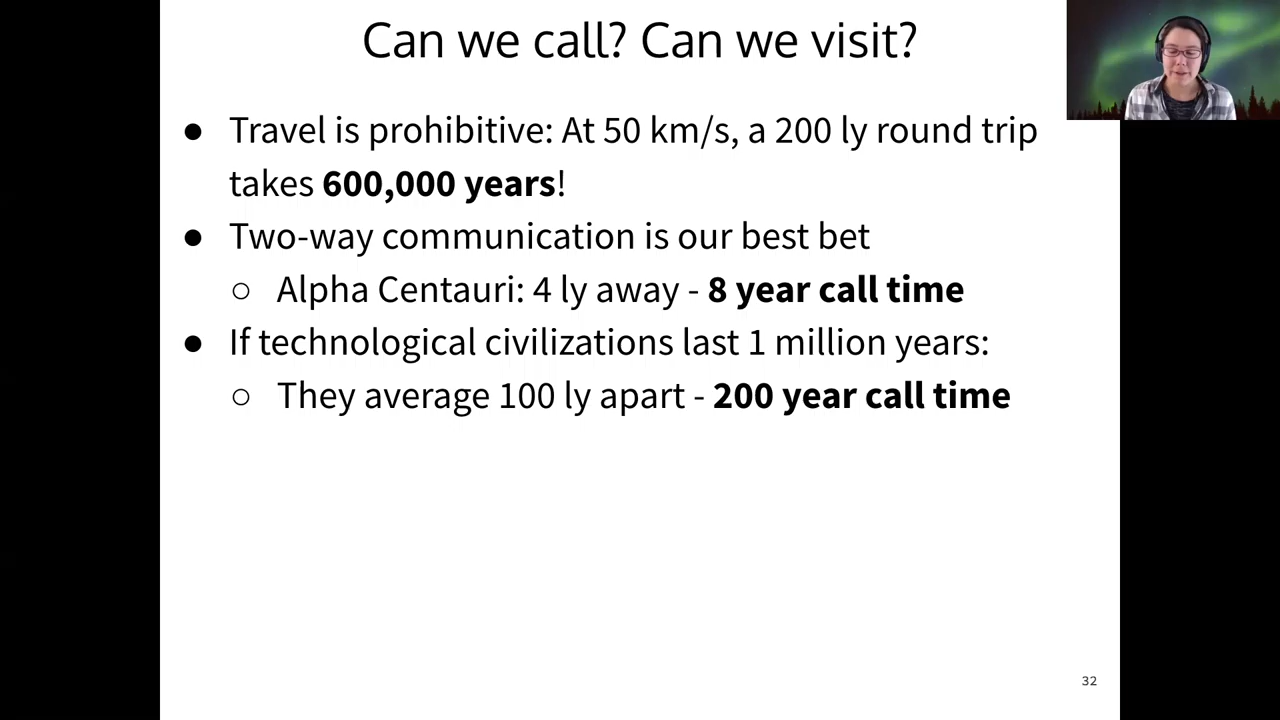 Can we call? Can we visit?
● Travel is prohibitive: At 50 km/s, a 200 ly round trip
takes 600,000 years!
● Two-way communication is our best bet
○ Alpha Centauri: 4 ly away - 8 year call time
● If technological civilizations last 1 million years:
○ They average 100 ly apart - 200 year call time
32